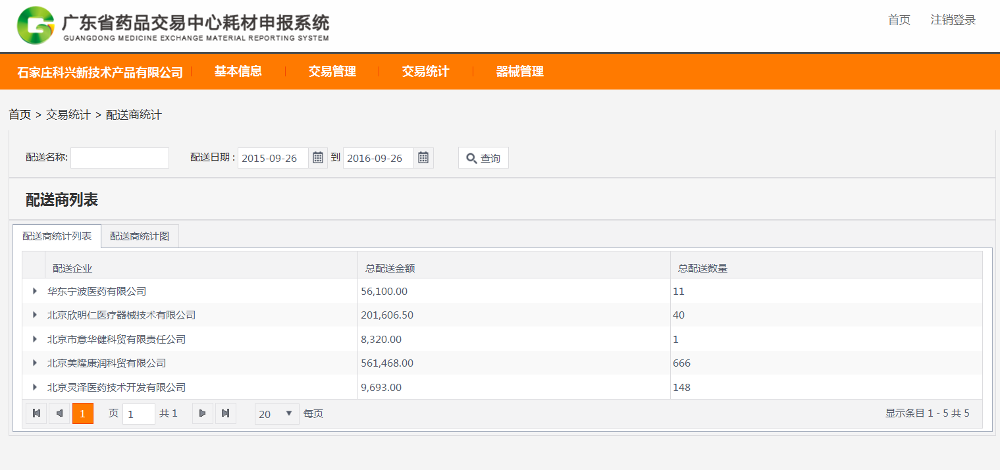 广东省药品交易中心耗材申报系统
GUANGDONG MEDICINE EXCHANGE MATERIAL REPORTING SYSTEM
首页 注销登录
石家庄科兴新技术产品有限公司 基本信息 交易管理 交易统计 器械管理
首页 > 交易统计 > 配送商统计
配送名称: 配送日期 : 2015-09-26 到 2016-09-26 查询
配送商列表
配送商统计列表 配送商统计图
配送企业 总配送金额 总配送数量
华东宁波医药有限公司 56,100.00 11
北京欣明仁医疗器械技术有限公司 201,606.50 40
北京市意华健科贸有限责任公司 8,320.00 1
北京美隆康润科贸有限公司 561,468.00 666
北京灵泽医药技术开发有限公司 9,693.00 148
1 页 1 共 1 20 每页 显示条目 1 - 5 共 5